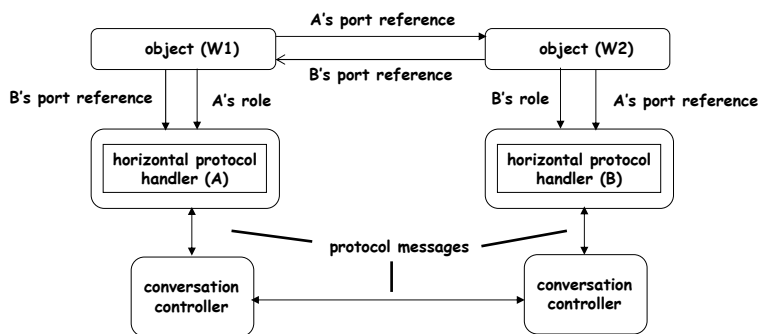 A's port reference
object (W1)
object (W2)
B's port reference
B's port reference
A's role
B's role
A's port reference
horizontal protocol
handler (A)
horizontal protocol
handler (B)
protocol messages
conversation
controller
conversation
controller